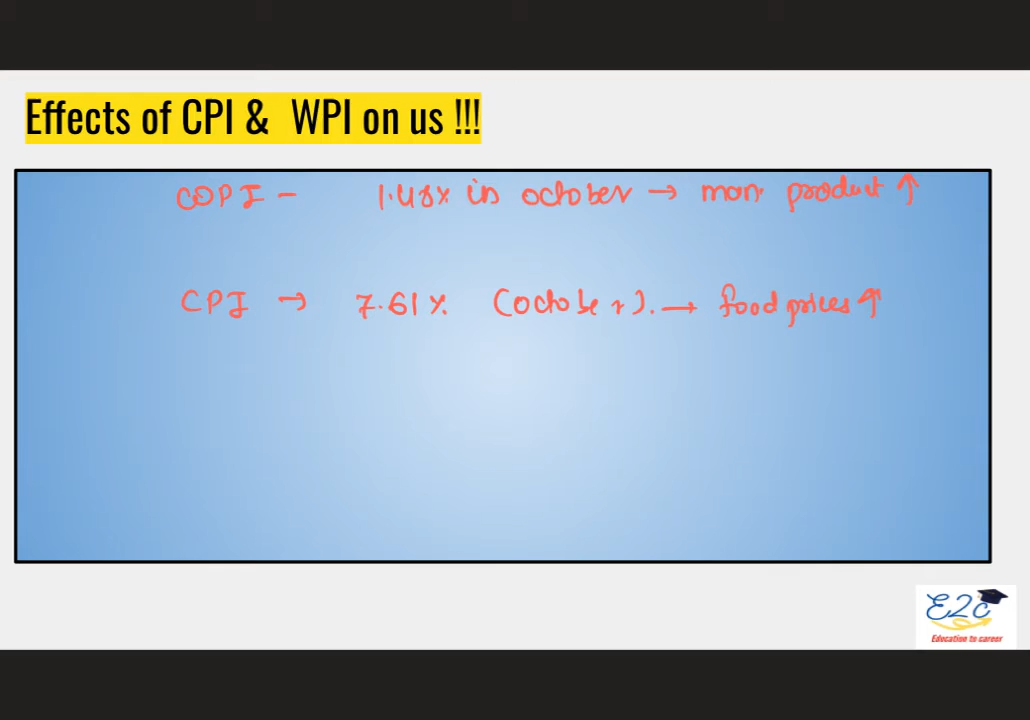 Effects of CPI & WPI on us !!!
WPI - 1.48% in october → man. product ↑
CPI → 7.61% (october). → food prices ↑
E2c
Education to career